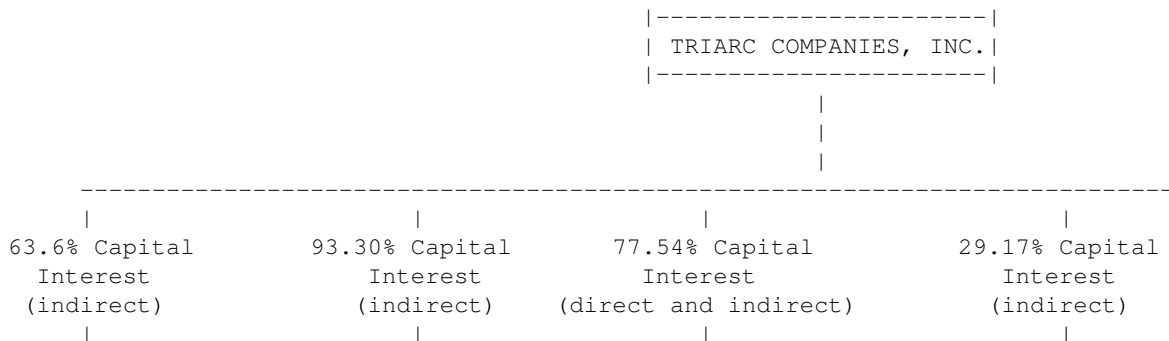 TRIARC COMPANIES, INC.
63.6% Capital 93.30% Capital 77.54% Capital 29.17% Capital
Interest Interest Interest Interest
(indirect) (indirect) (direct and indirect) (indirect)